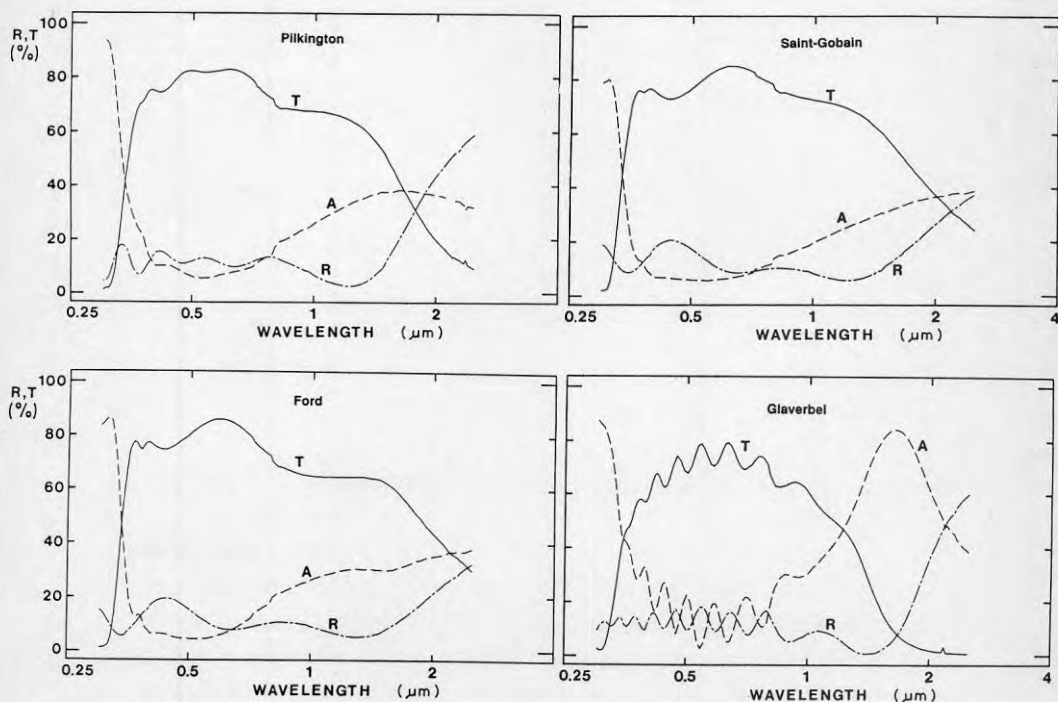 R,T
(%)
100
80
60
40
20
0
Pilkington
T
A
R
0.25
0.5
1
2
WAVELENGTH (μm)
Saint-Gobain
T
A
R
0.25
0.5
1
2
4
WAVELENGTH (μm)
R,T
(%)
100
80
60
40
20
0
Ford
T
A
R
0.25
0.5
1
2
WAVELENGTH (μm)
Glaverbel
T
A
R
0.25
0.5
1
2
4
WAVELENGTH (μm)